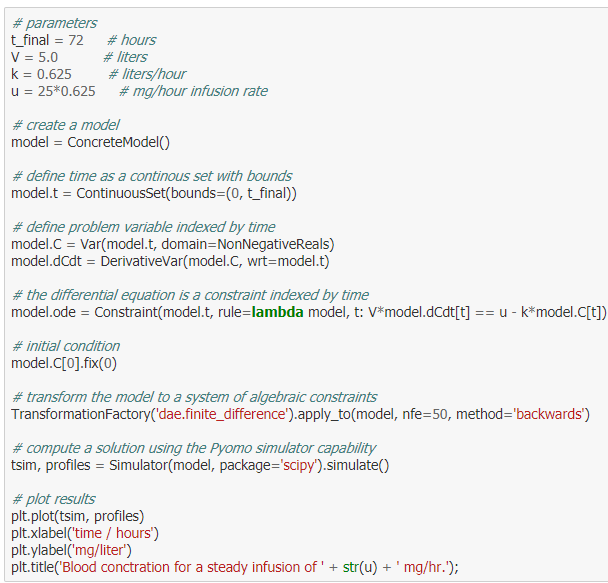 # parameters
t_final = 72   # hours
V = 5.0        # liters
k = 0.625      # liters/hour
u = 25*0.625   # mg/hour infusion rate

# create a model
model = ConcreteModel()

# define time as a continous set with bounds
model.t = ContinuousSet(bounds=(0, t_final))

# define problem variable indexed by time
model.C = Var(model.t, domain=NonNegativeReals)
model.dCdt = DerivativeVar(model.C, wrt=model.t)

# the differential equation is a constraint indexed by time
model.ode = Constraint(model.t, rule=lambda model, t: V*model.dCdt[t] == u - k*model.C[t])

# initial condition
model.C[0].fix(0)

# transform the model to a system of algebraic constraints
TransformationFactory('dae.finite_difference').apply_to(model, nfe=50, method='backwards')

# compute a solution using the Pyomo simulator capability
tsim, profiles = Simulator(model, package='scipy').simulate()

# plot results
plt.plot(tsim, profiles)
plt.xlabel('time / hours')
plt.ylabel('mg/liter')
plt.title('Blood conctration for a steady infusion of ' + str(u) + ' mg/hr.');